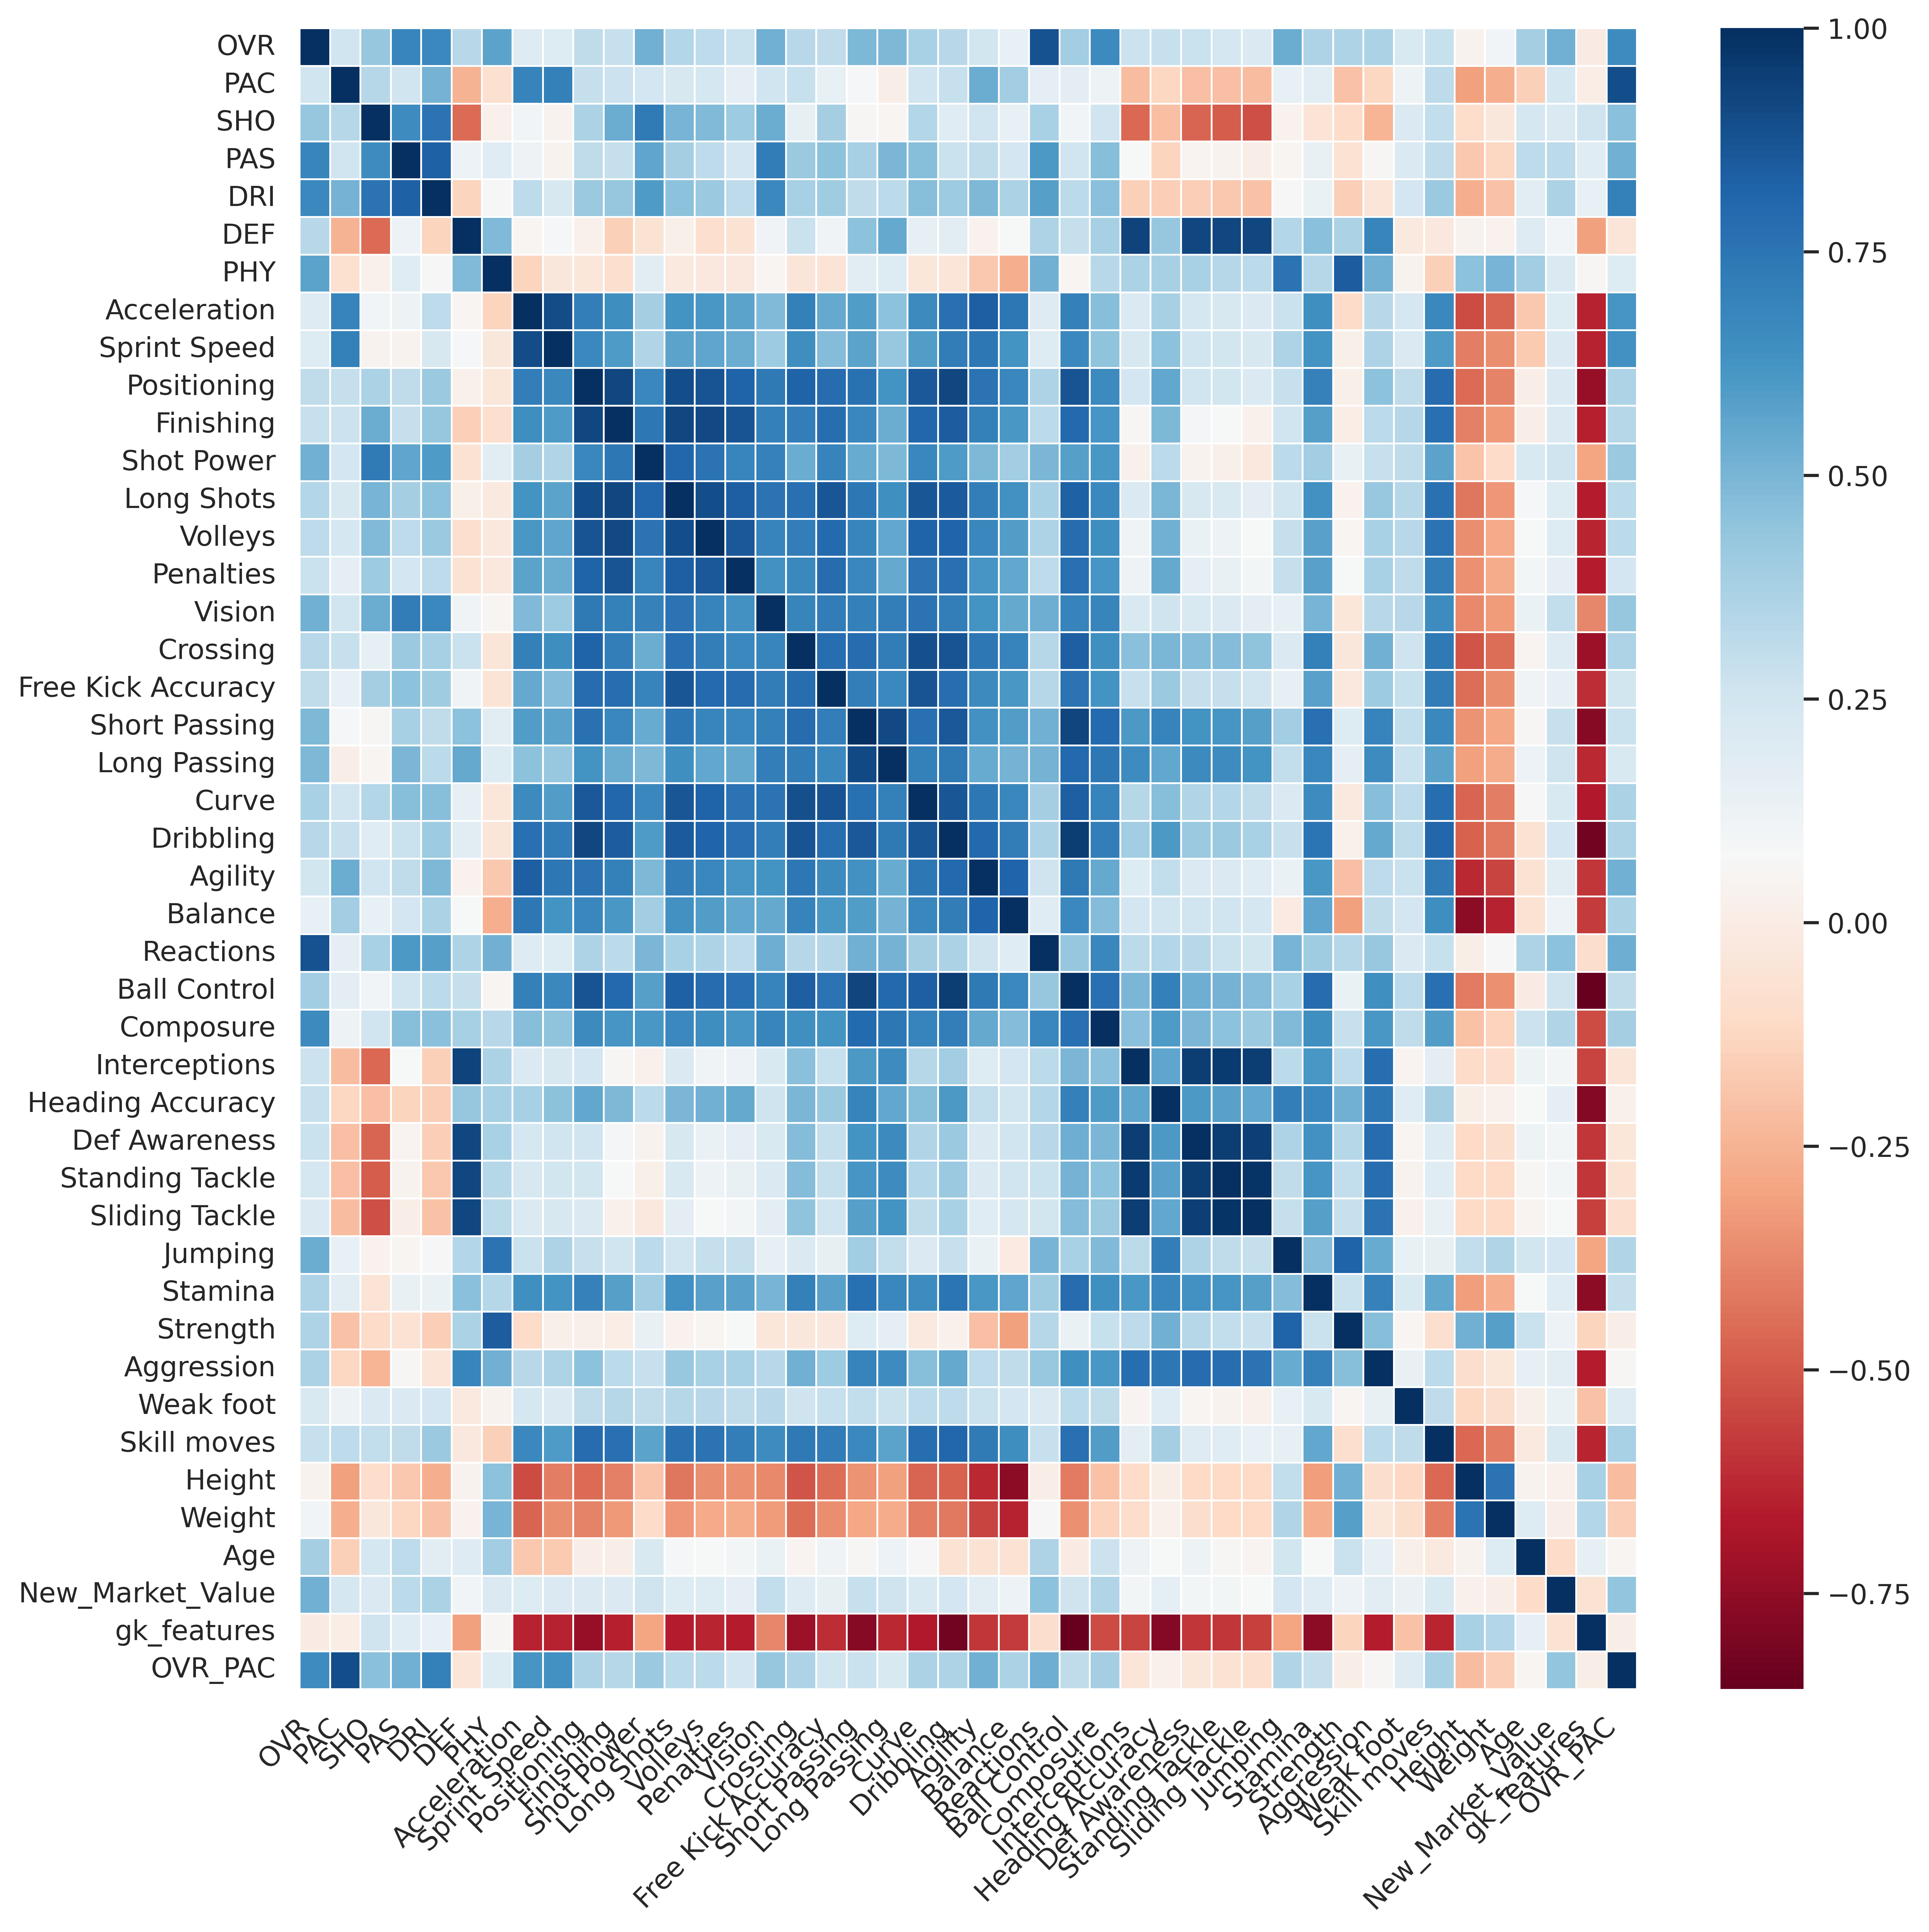 OVR
PAC
SHO
PAS
DRI
DEF
PHY
Acceleration
Sprint Speed
Positioning
Finishing
Shot Power
Long Shots
Volleys
Penalties
Vision
Crossing
Free Kick Accuracy
Short Passing
Long Passing
Curve
Dribbling
Agility
Balance
Reactions
Ball Control
Composure
Interceptions
Heading Accuracy
Def Awareness
Standing Tackle
Sliding Tackle
Jumping
Stamina
Strength
Aggression
Weak foot
Skill moves
Height
Weight
Age
New_Market_Value
gk_features
OVR_PAC
OVR
PAC
SHO
PAS
DRI
DEF
PHY
Acceleration
Sprint Speed
Positioning
Finishing
Shot Power
Long Shots
Volleys
Penalties
Vision
Crossing
Free Kick Accuracy
Short Passing
Long Passing
Curve
Dribbling
Agility
Balance
Reactions
Ball Control
Composure
Interceptions
Heading Accuracy
Def Awareness
Standing Tackle
Sliding Tackle
Jumping
Stamina
Strength
Aggression
Weak foot
Skill moves
Height
Weight
Age
New_Market_Value
gk_features
OVR_PAC
1.00
0.75
0.50
0.25
0.00
−0.25
−0.50
−0.75